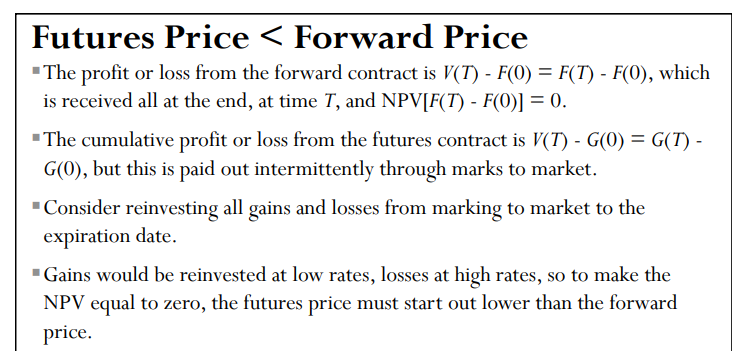 Futures Price < Forward Price
▪The profit or loss from the forward contract is V(T) - F(0) = F(T) - F(0), which
is received all at the end, at time T, and NPV[F(T) - F(0)] = 0.
▪The cumulative profit or loss from the futures contract is V(T) - G(0) = G(T) -
G(0), but this is paid out intermittently through marks to market.
▪Consider reinvesting all gains and losses from marking to market to the
expiration date.
▪Gains would be reinvested at low rates, losses at high rates, so to make the
NPV equal to zero, the futures price must start out lower than the forward
price.